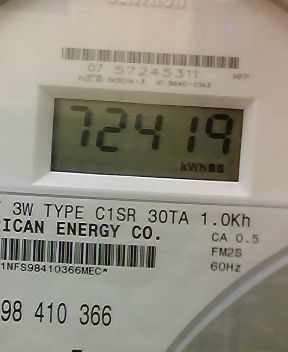 07 57245311
72419
kWh
3W TYPE C1SR 30TA 1.0Kh
RICAN ENERGY CO.
CA 0.5
FM2S
60Hz
1NFS98410366MEC*
98 410 366